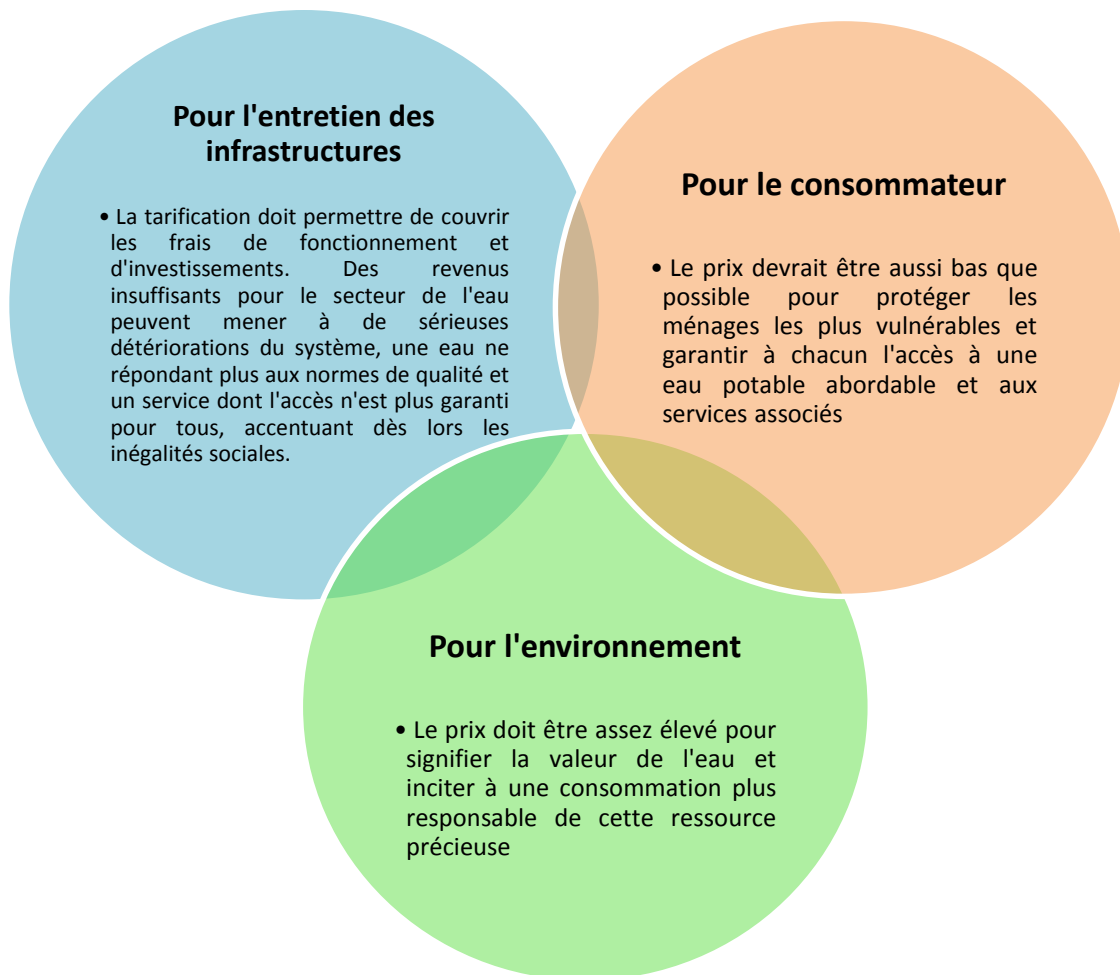 Pour l'entretien des
infrastructures
• La tarification doit permettre de couvrir
les frais de fonctionnement et
d'investissements. Des revenus
insuffisants pour le secteur de l'eau
peuvent mener à de sérieuses
détériorations du système, une eau ne
répondant plus aux normes de qualité et
un service dont l'accès n'est plus garanti
pour tous, accentuant dès lors les
inégalités sociales.
Pour le consommateur
• Le prix devrait être aussi bas que
possible pour protéger les
ménages les plus vulnérables et
garantir à chacun l'accès à une
eau potable abordable et aux
services associés
Pour l'environnement
• Le prix doit être assez élevé pour
signifier la valeur de l'eau et
inciter à une consommation plus
responsable de cette ressource
précieuse